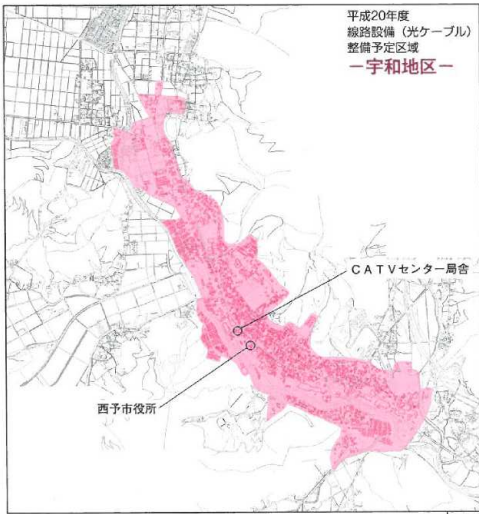 平成20年度
線路設備（光ケーブル）
整備予定区域
－宇和地区－
ＣＡＴＶセンター局舎
西予市役所